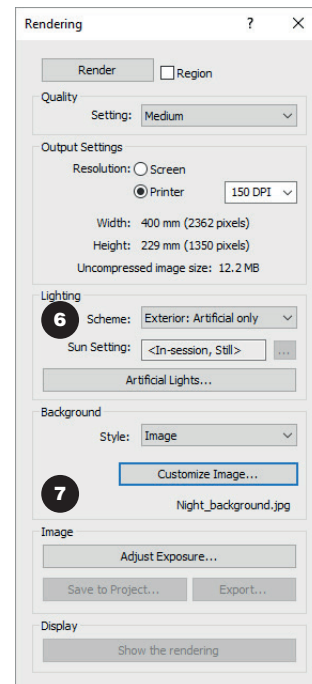 Rendering ? ×
Render Region
Quality
Setting: Medium
Output Settings
Resolution: Screen
Printer 150 DPI
Width: 400 mm (2362 pixels)
Height: 229 mm (1350 pixels)
Uncompressed image size: 12.2 MB
Lighting
6 Scheme: Exterior: Artificial only
Sun Setting: <In-session, Still> ...
Artificial Lights...
Background
Style: Image
Customize Image...
7
Night_background.jpg
Image
Adjust Exposure...
Save to Project... Export...
Display
Show the rendering